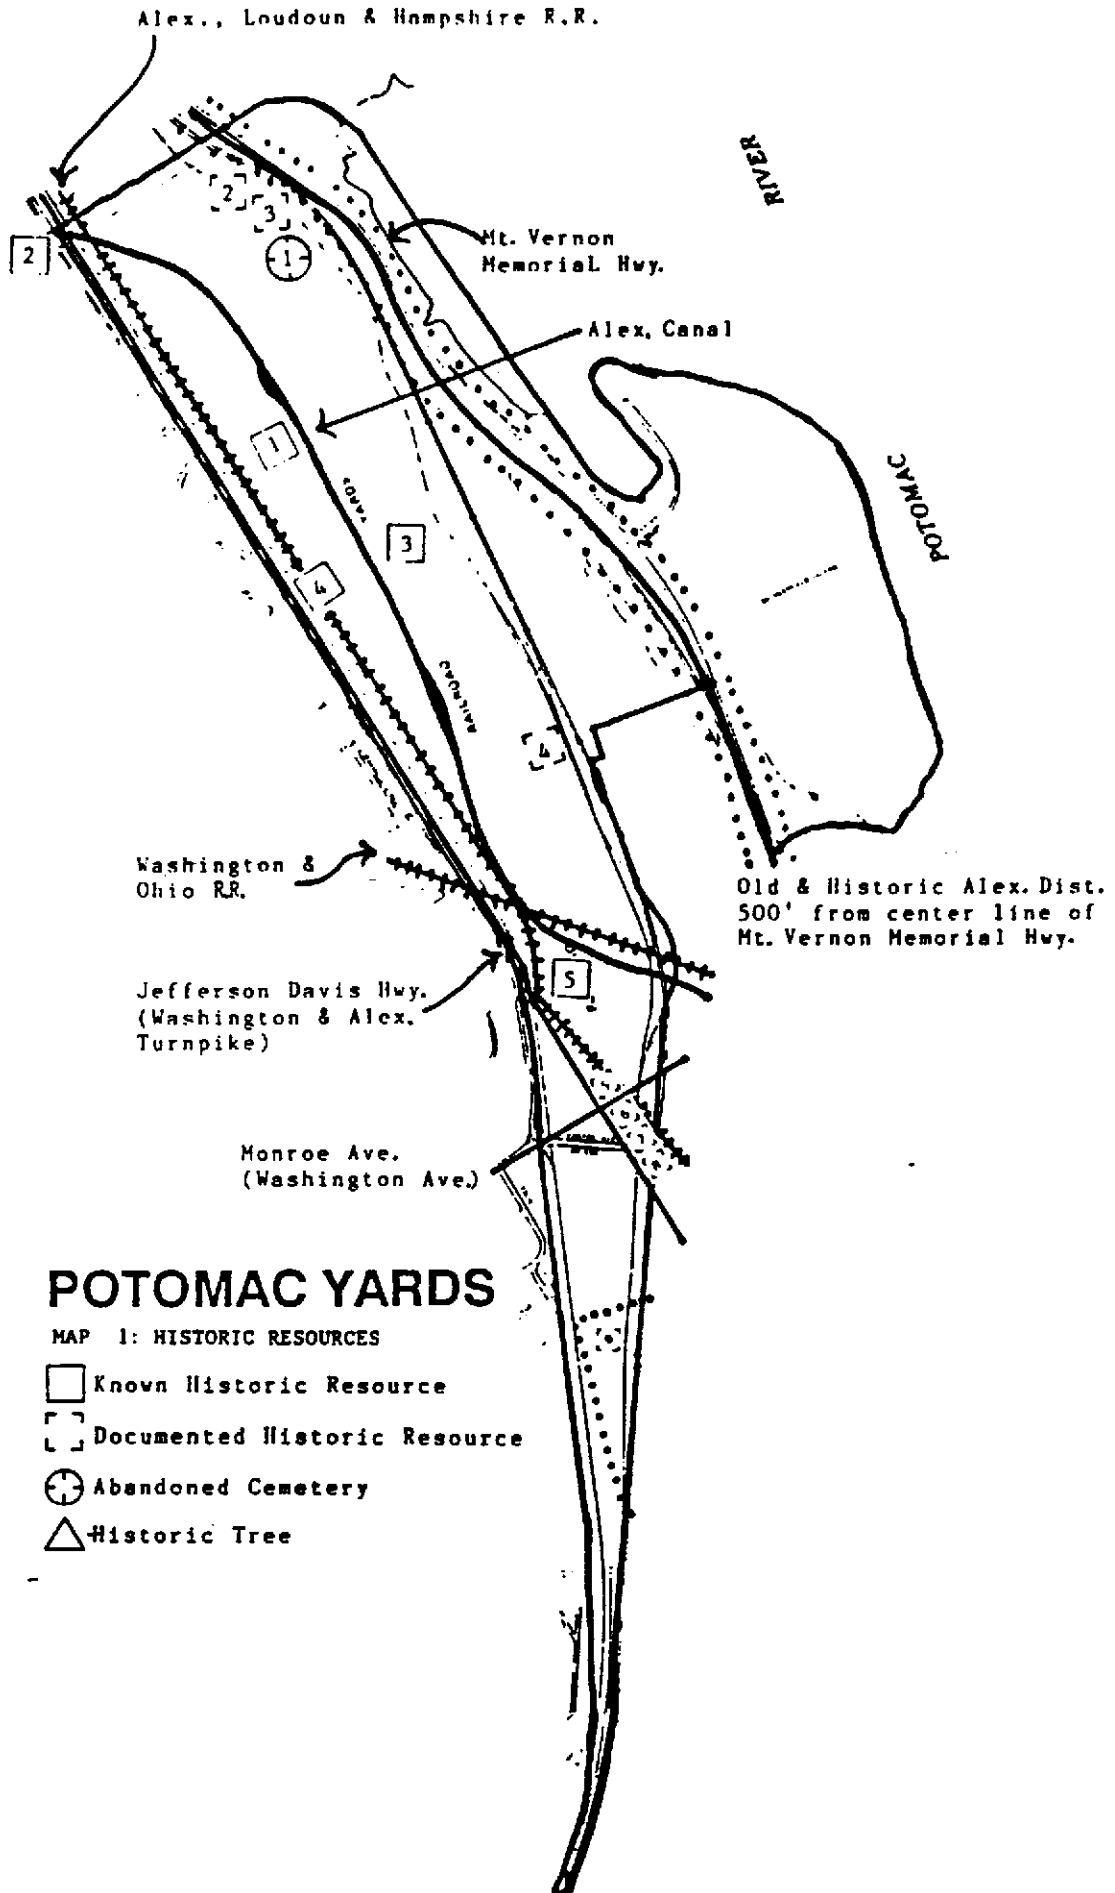 Alex., Loudoun & Hampshire R.R.
RIVER
2
3
2
1
Mt. Vernon
Memorial Hwy.
Alex. Canal
1
YARDS
3
POTOMAC
4
RAILROAD
4
Washington &
Ohio R.R.
Old & Historic Alex. Dist.
500' from center line of
Mt. Vernon Memorial Hwy.
5
Jefferson Davis Hwy.
(Washington & Alex.
Turnpike)
Monroe Ave.
(Washington Ave.)
POTOMAC YARDS
MAP 1: HISTORIC RESOURCES
Known Historic Resource
Documented Historic Resource
Abandoned Cemetery
Historic Tree